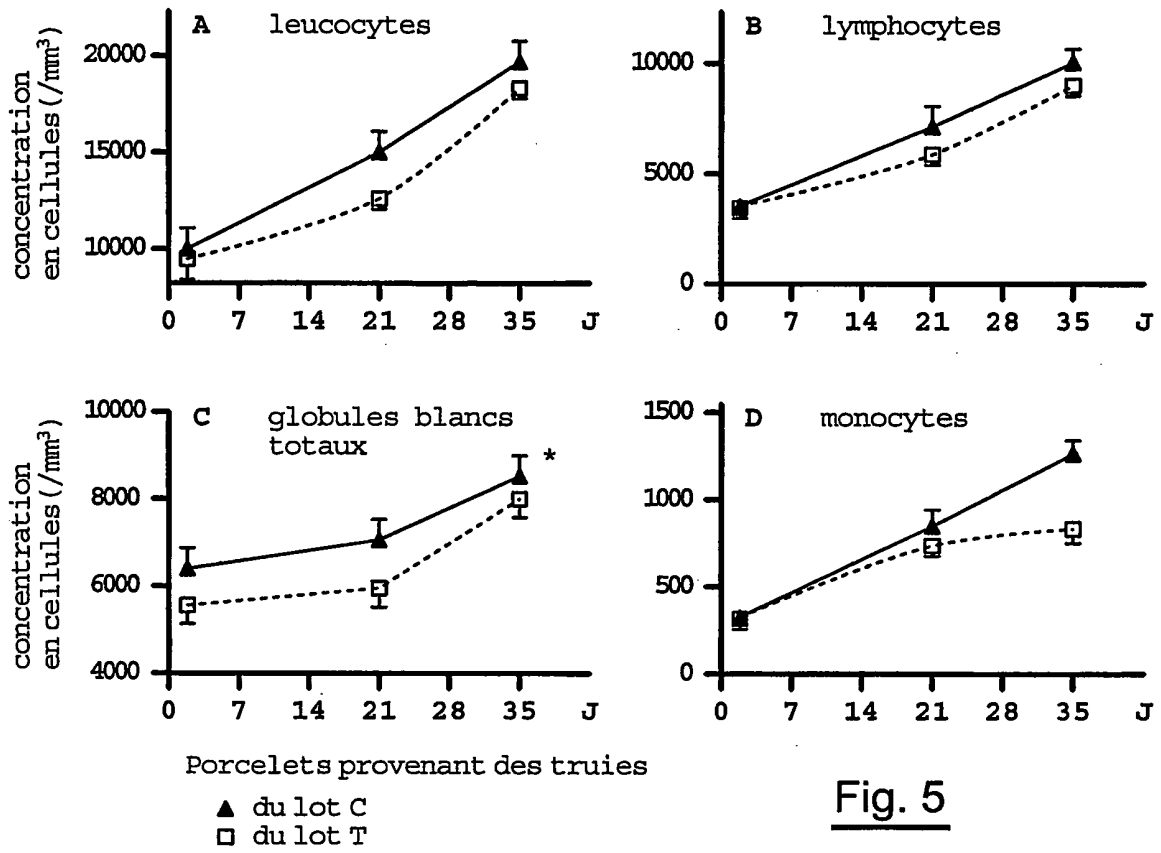 A leucocytes
concentration
en cellules (/mm³)
20000
15000
10000
0 7 14 21 28 35 J
B lymphocytes
10000
5000
0
0 7 14 21 28 35 J
C globules blancs
totaux
*
concentration
en cellules (/mm³)
10000
8000
6000
4000
0 7 14 21 28 35 J
D monocytes
1500
1000
500
0
0 7 14 21 28 35 J
Porcelets provenant des truies
▲ du lot C
□ du lot T
Fig. 5